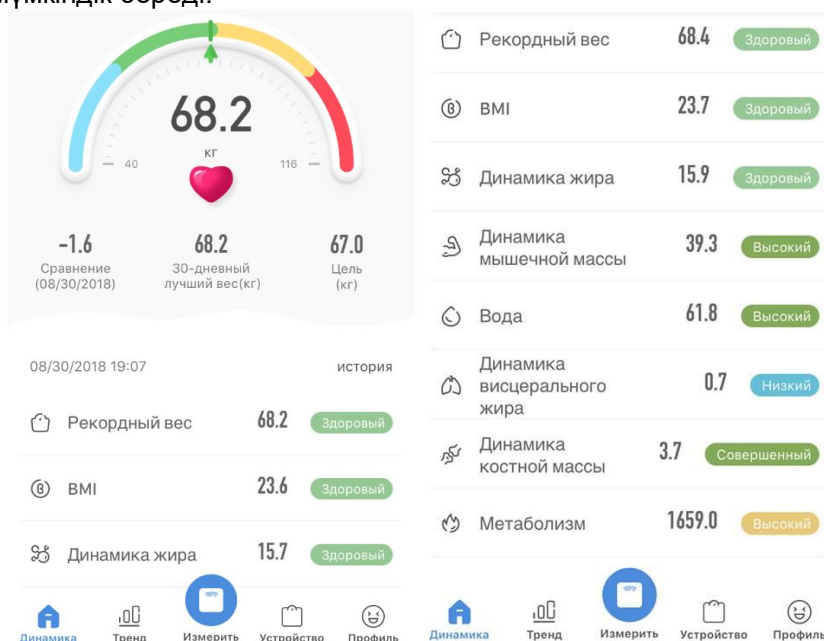 мүмкіндік береді.
68.2
кг
40
116
-1.6
68.2
67.0
Сравнение
(08/30/2018)
30-дневный
лучший вес(кг)
Цель
(кг)
08/30/2018 19:07
история
Рекордный вес 68.2 Здоровый
BMI 23.6 Здоровый
Динамика жира 15.7 Здоровый
Динамика Тренд Измерить Устройство Профиль
Рекордный вес 68.4 Здоровый
BMI 23.7 Здоровый
Динамика жира 15.9 Здоровый
Динамика
мышечной массы 39.3 Высокий
Вода 61.8 Высокий
Динамика
висцерального 0.7 Низкий
жира
Динамика
костной массы 3.7 Совершенный
Метаболизм 1659.0 Высокий
Динамика Тренд Измерить Устройство Профиль